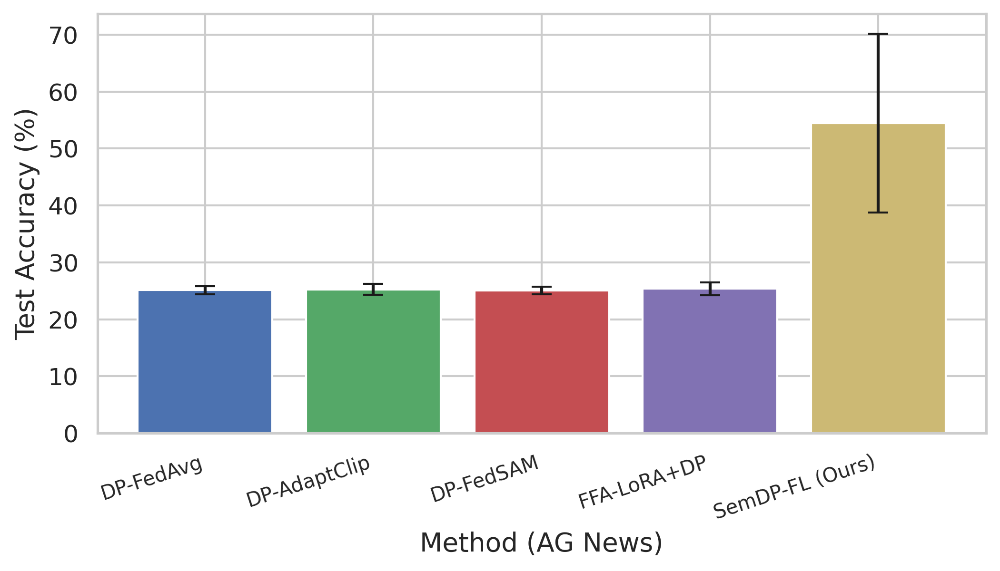 Test Accuracy (%)
70
60
50
40
30
20
10
0
DP-FedAvg
DP-AdaptClip
DP-FedSAM
FFA-LoRA+DP
SemDP-FL (Ours)
Method (AG News)